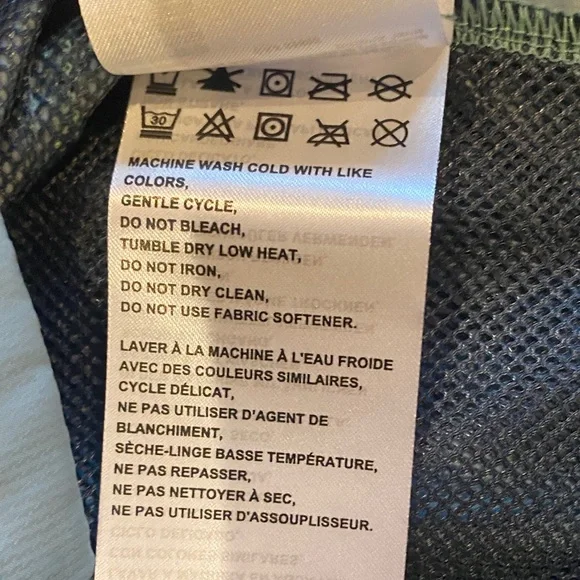 30
MACHINE WASH COLD WITH LIKE
COLORS,
GENTLE CYCLE,
DO NOT BLEACH,
TUMBLE DRY LOW HEAT,
DO NOT IRON,
DO NOT DRY CLEAN,
DO NOT USE FABRIC SOFTENER.
LAVER À LA MACHINE À L'EAU FROIDE
AVEC DES COULEURS SIMILAIRES,
CYCLE DÉLICAT,
NE PAS UTILISER D'AGENT DE
BLANCHIMENT,
SÈCHE-LINGE BASSE TEMPÉRATURE,
NE PAS REPASSER,
NE PAS NETTOYER À SEC,
NE PAS UTILISER D'ASSOUPLISSEUR.